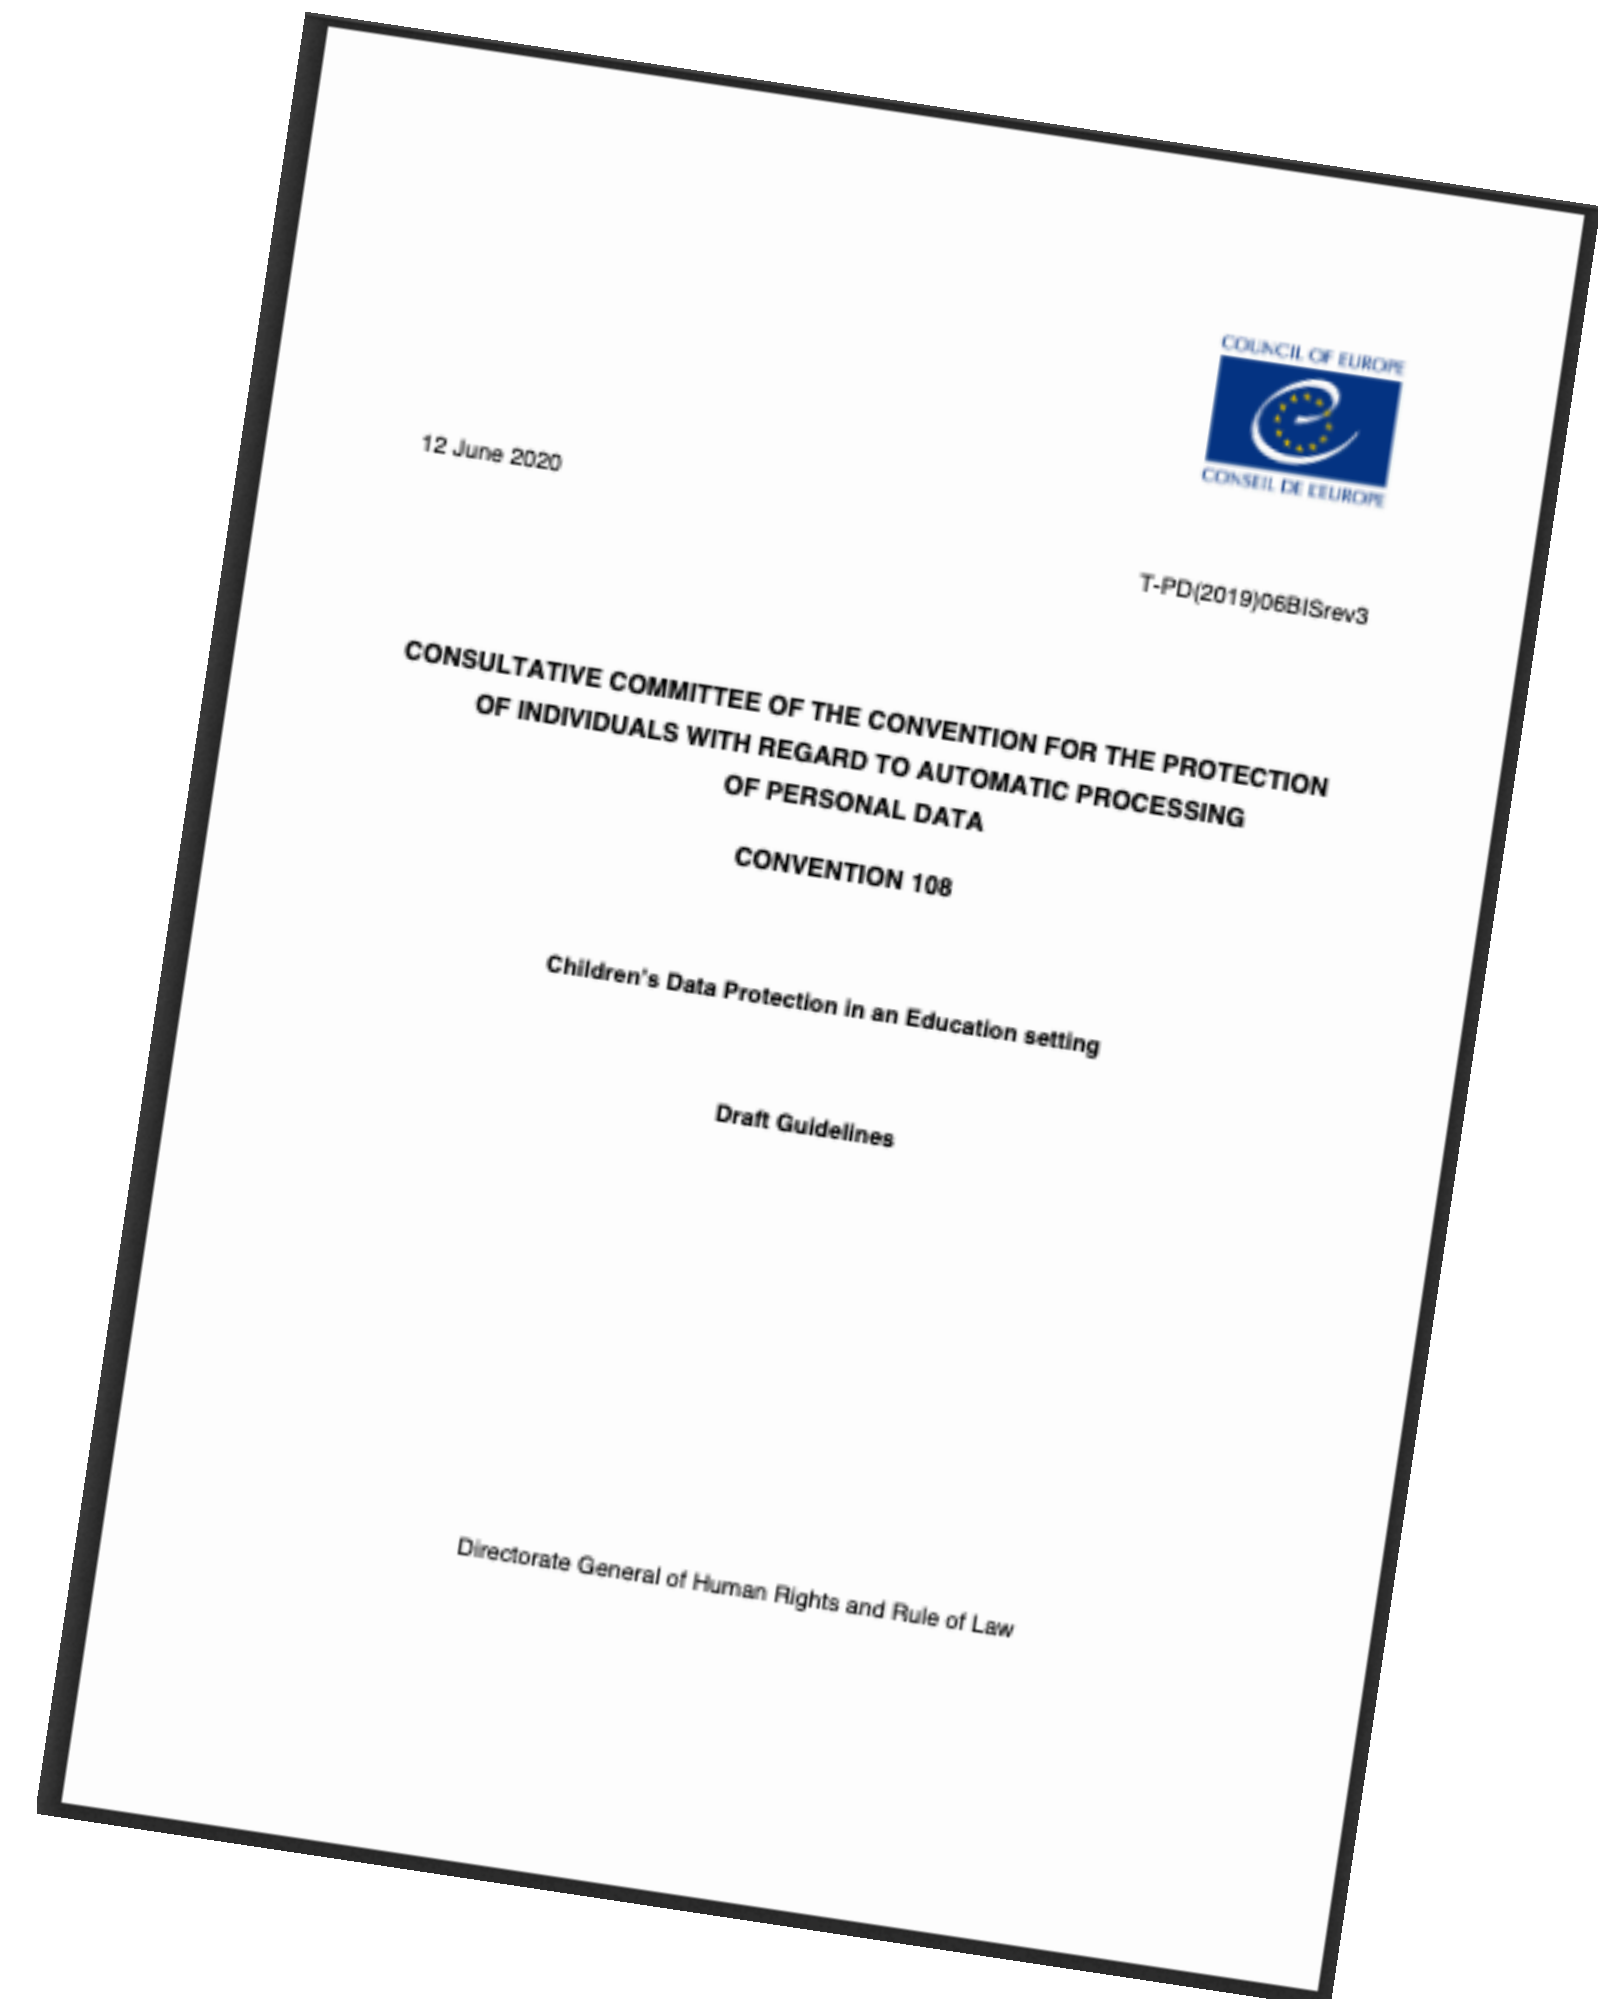 COUNCIL OF EUROPE
CONSEIL DE L'EUROPE
12 June 2020
T-PD(2019)06BISrev3
CONSULTATIVE COMMITTEE OF THE CONVENTION FOR THE PROTECTION
OF INDIVIDUALS WITH REGARD TO AUTOMATIC PROCESSING
OF PERSONAL DATA
CONVENTION 108
Children's Data Protection in an Education setting
Draft Guidelines
Directorate General of Human Rights and Rule of Law